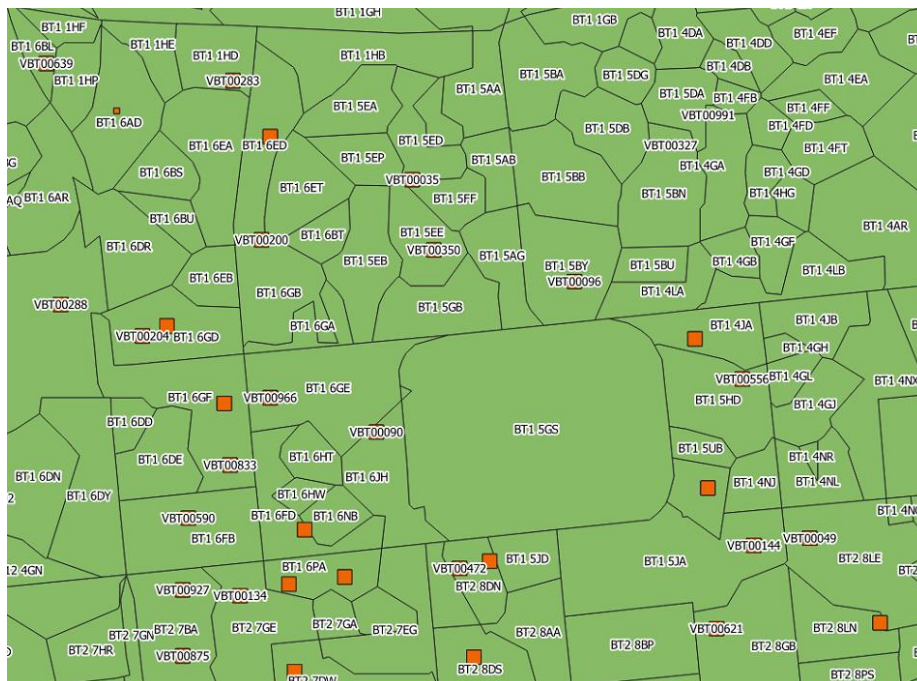 BT1 1HF
BT1 1GH
BT1 1GB
BT1 4DA
BT1 4EF
BT1 6BL
BT1 1HE
BT1 1HD
BT1 1HB
BT1 4DD
VBT00639
BT1 1HP
VBT00283
BT1 5AA
BT1 5BA
BT1 5DG
BT1 4DB
BT1 4EA
BT1 5DA
BT1 4FB
BT1 5EA
BT1 4FF
VBT00991
BT1 6AD
BT1 4FD
BT1 5DB
BT1 6EA
BT1 6ED
BT1 5ED
VBT00327
BT1 4FT
BT1 5EP
BT1 5AB
BT1 4GA
BT1 6BS
BT1 4GD
VBT00035
BT1 5BB
BT1 6ET
BT1 5BN
BT1 4HG
AQ
BT1 6AR
BT1 5FF
BT1 6BU
BT1 4AR
BT1 6BT
BT1 5EE
VBT00200
BT1 4GF
BT1 6DR
VBT00350
BT1 5AG
BT1 5EB
BT1 4GB
BT1 5BY
BT1 5BU
BT1 4LB
BT1 6EB
VBT00096
BT1 6GB
BT1 4LA
VBT00288
BT1 5GB
BT1 4JB
BT1 6GA
BT1 4JA
VBT00204
BT1 6GD
BT1 4GH
BT1 4GL
VBT00556
BT1 4NX
BT1 6GE
BT1 6GF
VBT00966
BT1 5HD
BT1 4GJ
BT1 6DD
BT1 5GS
VBT00090
BT1 5UB
BT1 6HT
BT1 4NR
BT1 6DE
VBT00833
BT1 6DN
BT1 6JH
BT1 4NJ
BT1 4NL
BT1 6DY
BT1 6HW
VBT00590
BT1 6FD
BT1 6NB
BT1 6FB
VBT00049
VBT00144
BT2 8LE
BT1 6PA
BT1 5JD
BT1 5JA
VBT00472
12 4GN
BT2 8DN
VBT00927
VBT00134
BT2 7GA
BT2 7BA
BT2 7GE
BT2 7EG
BT2 8AA
VBT00621
BT2 8LN
BT2 7GN
BT2 8BP
BT2 8GB
BT2 7HR
VBT00875
BT2 8DS
BT2 8PS
BT2 7DW